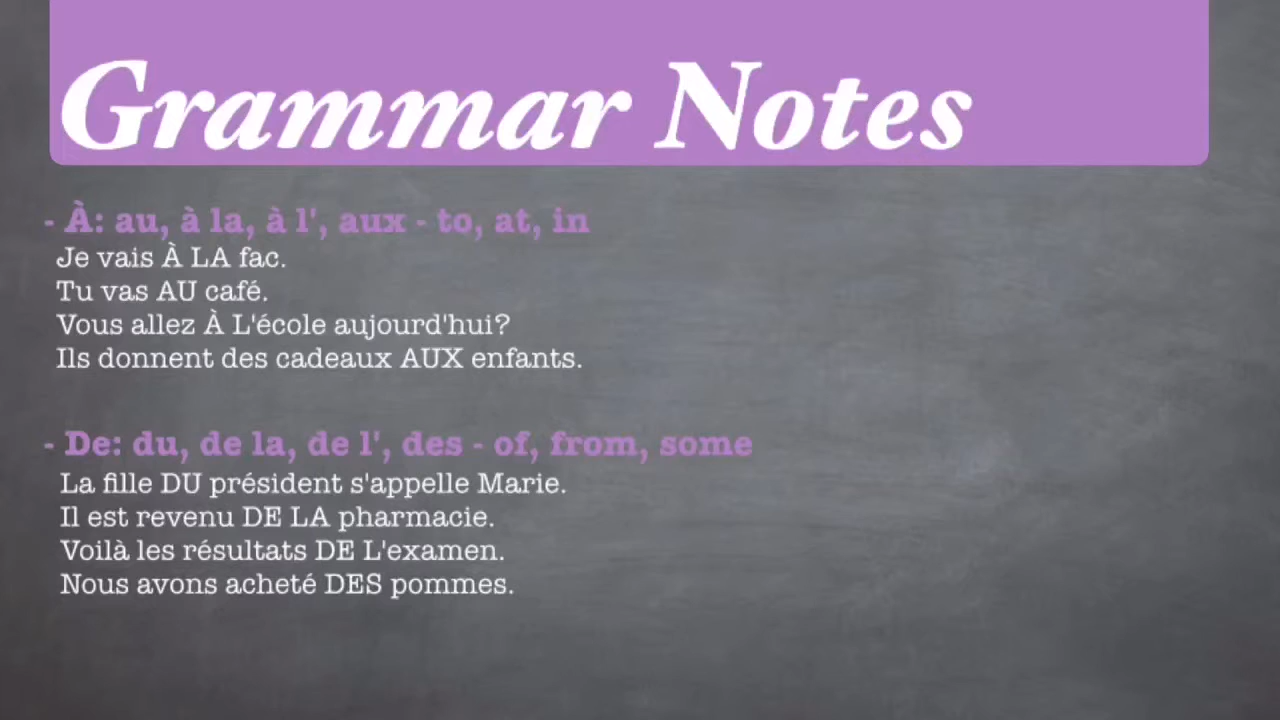 Grammar Notes
- À: au, à la, à l', aux - to, at, in
Je vais À LA fac.
Tu vas AU café.
Vous allez À L'école aujourd'hui?
Ils donnent des cadeaux AUX enfants.
- De: du, de la, de l', des - of, from, some
La fille DU président s'appelle Marie.
Il est revenu DE LA pharmacie.
Voilà les résultats DE L'examen.
Nous avons acheté DES pommes.